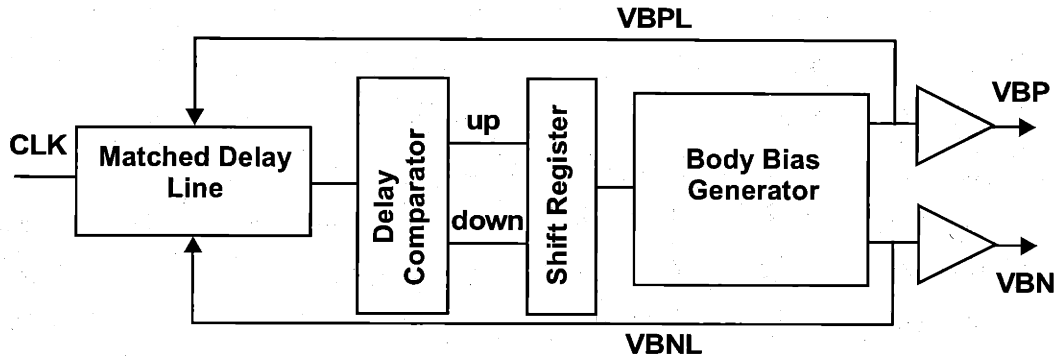 VBPL
CLK
Matched Delay
Line
Delay
Comparator
up
down
Shift Register
Body Bias
Generator
VBP
VBN
VBNL